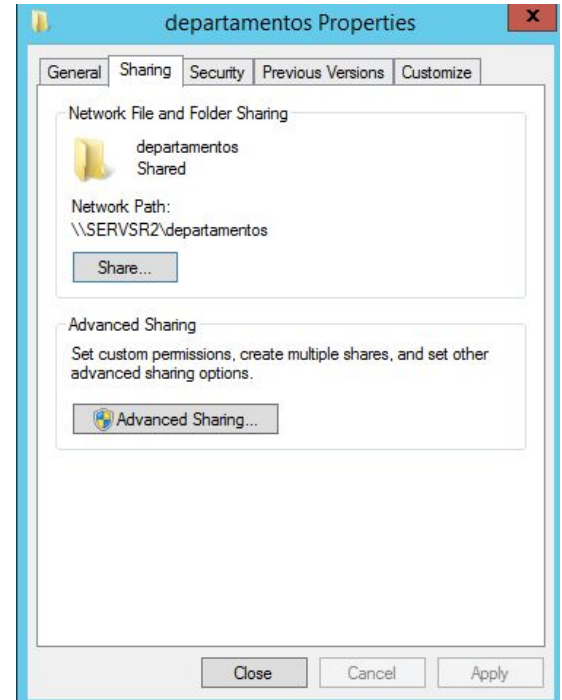 departamentos Properties
x
General Sharing Security Previous Versions Customize
Network File and Folder Sharing
departamentos
Shared
Network Path:
\\SERVSR2\departamentos
Share...
Advanced Sharing
Set custom permissions, create multiple shares, and set other
advanced sharing options.
Advanced Sharing...
Close Cancel Apply